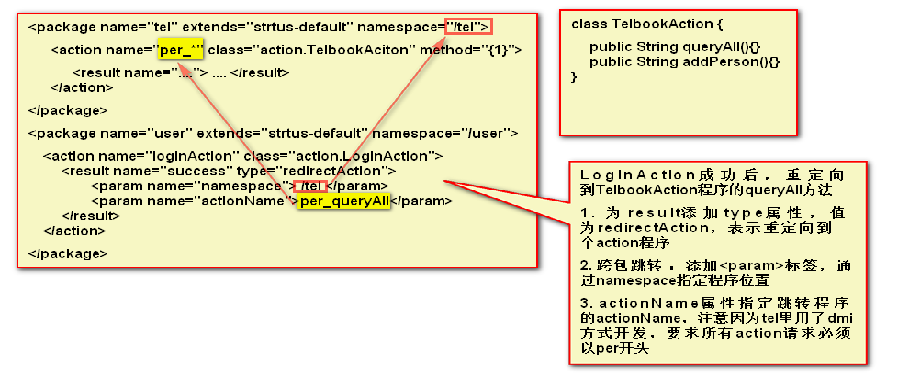 <package name="tel" extends="strtus-default" namespace="/tel">
<action name="per_*" class="action.TelbookAciton" method="{1}">
<result name="...."> .... </result>
</action>
</package>
<package name="user" extends="strtus-default" namespace="/user">
<action name="loginAction" class="action.LoginAction">
<result name="success" type="redirectAction">
<param name="namespace">/tel</param>
<param name="actionName">per_queryAll</param>
</result>
</action>
</package>
class TelbookAction {
public String queryAll(){}
public String addPerson(){}
}
LoginAction成功后，重定向
到TelbookAction程序的queryAll方法
1. 为result添加type属性，值
为redirectAction，表示重定向到
个action程序
2. 跨包跳转。添加<param>标签，通
过namespace指定程序位置
3. actionName属性指定跳转程序
的actionName。注意因为tel里用了dmi
方式开发。要求所有action请求必须
以per开头